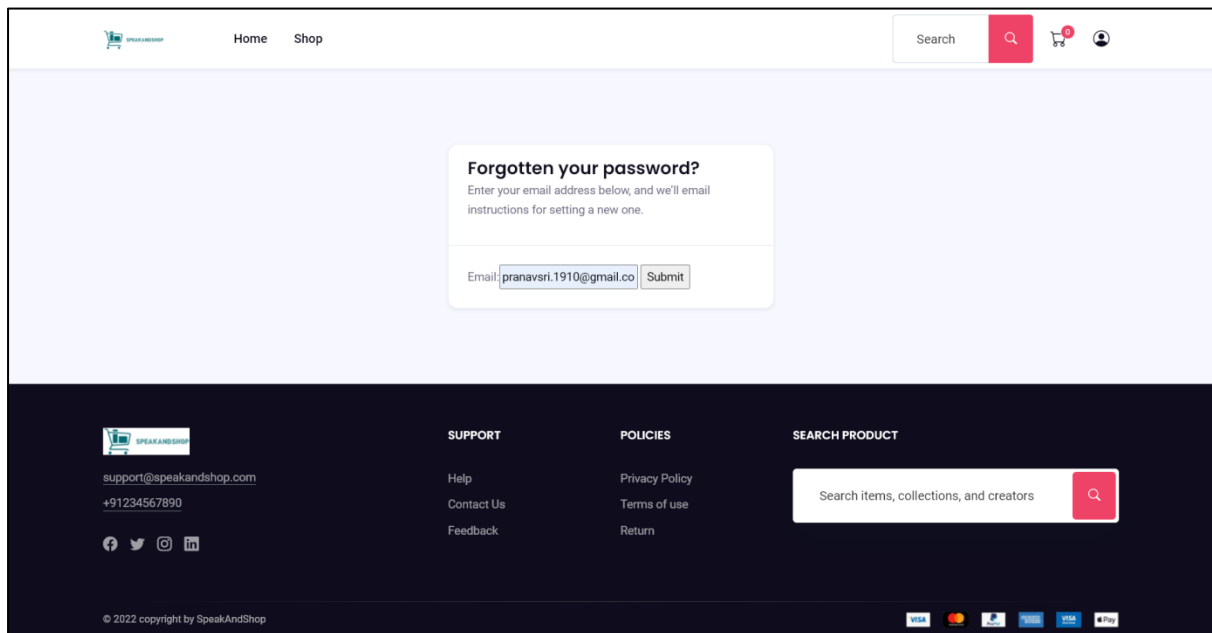 SPEAKANDSHOP
Home
Shop
Search
0
Forgotten your password?
Enter your email address below, and we'll email
instructions for setting a new one.
Email: pranavsri.1910@gmail.co Submit
SPEAKANDSHOP
support@speakandshop.com
+91234567890
SUPPORT
Help
Contact Us
Feedback
POLICIES
Privacy Policy
Terms of use
Return
SEARCH PRODUCT
Search items, collections, and creators
© 2022 copyright by SpeakAndShop
VISA
PayPal
VISA
Pay